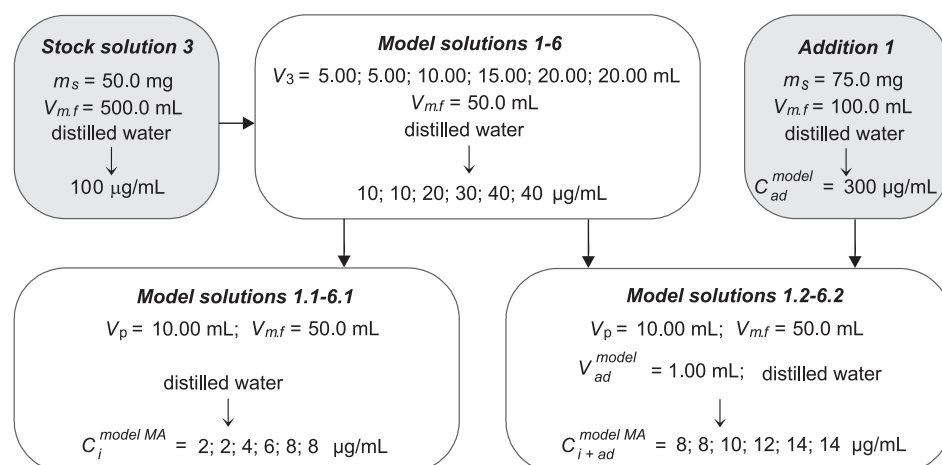 Stock solution 3
m_s = 50.0 mg
V_m.f = 500.0 mL
distilled water
100 μg/mL
Model solutions 1-6
V_3 = 5.00; 5.00; 10.00; 15.00; 20.00; 20.00 mL
V_m.f = 50.0 mL
distilled water
10; 10; 20; 30; 40; 40 μg/mL
Addition 1
m_s = 75.0 mg
V_m.f = 100.0 mL
distilled water
C_ad^model = 300 μg/mL
Model solutions 1.1-6.1
V_p = 10.00 mL; V_m.f = 50.0 mL
distilled water
C_i^model MA = 2; 2; 4; 6; 8; 8 μg/mL
Model solutions 1.2-6.2
V_p = 10.00 mL; V_m.f = 50.0 mL
V_ad^model = 1.00 mL; distilled water
C_i + ad^model MA = 8; 8; 10; 12; 14; 14 μg/mL